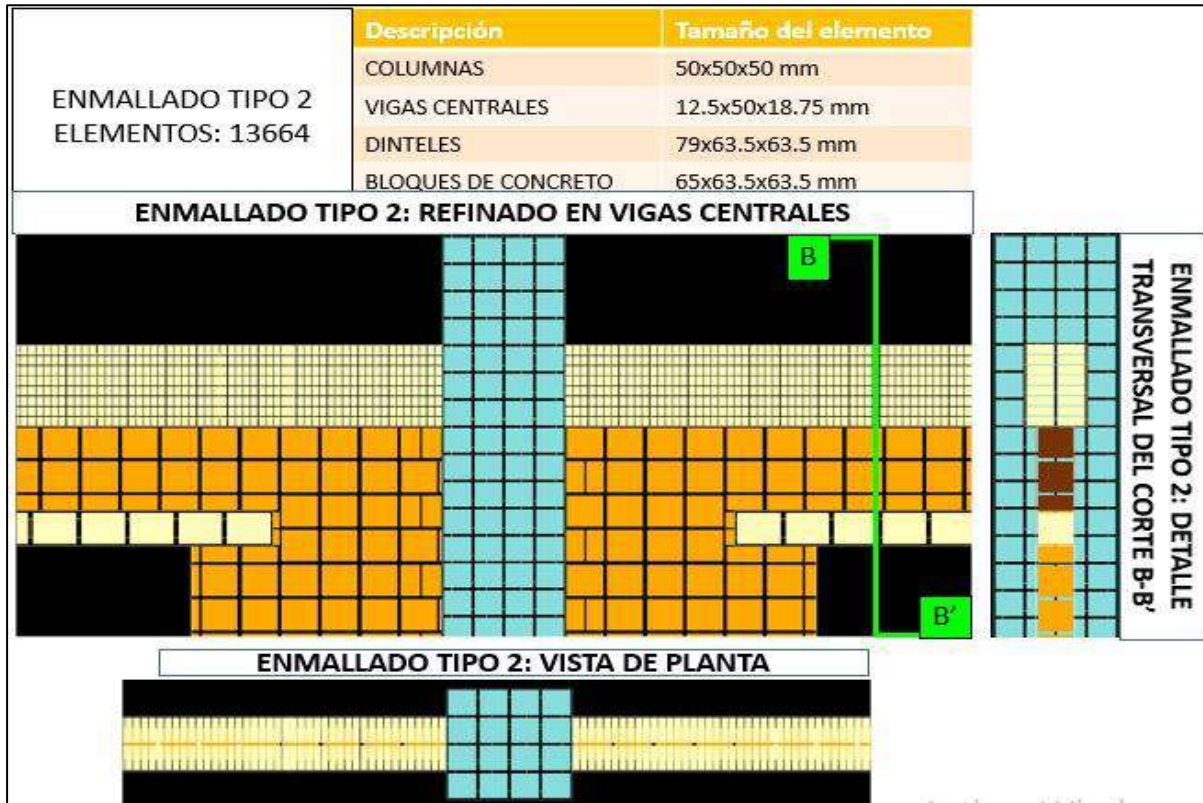 ENMALLADO TIPO 2
ELEMENTOS: 13664
Descripción Tamaño del elemento
COLUMNAS 50x50x50 mm
VIGAS CENTRALES 12.5x50x18.75 mm
DINTELES 79x63.5x63.5 mm
BLOQUES DE CONCRETO 65x63.5x63.5 mm
ENMALLADO TIPO 2: REFINADO EN VIGAS CENTRALES
B
B'
ENMALLADO TIPO 2: DETALLE
TRANSVERSAL DEL CORTE B-B'
ENMALLADO TIPO 2: VISTA DE PLANTA